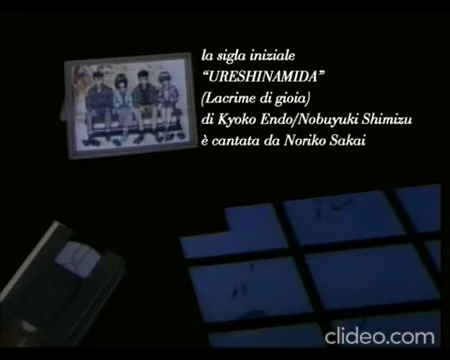 la sigla iniziale
“URESHINAMIDA”
(Lacrime di gioia)
di Kyoko Endo/Nobuyuki Shimizu
è cantata da Noriko Sakai
clideo.com